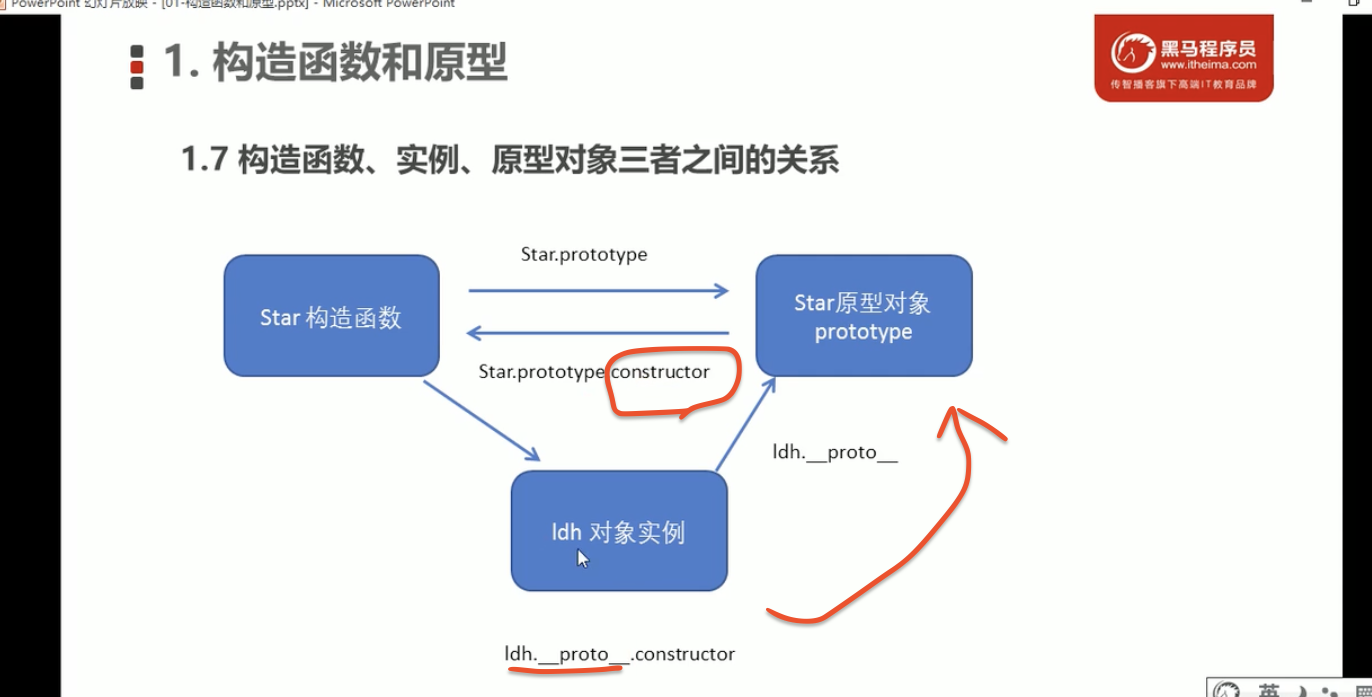 PowerPoint 幻灯片放映 - [01-构造函数和原型.pptx] - Microsoft PowerPoint
1. 构造函数和原型
黑马程序员
www.itheima.com
传智播客旗下高端IT教育品牌
1.7 构造函数、实例、原型对象三者之间的关系
Star.prototype
Star 构造函数
Star原型对象
prototype
Star.prototype.constructor
ldh.__proto__
ldh 对象实例
ldh.__proto__.constructor
英